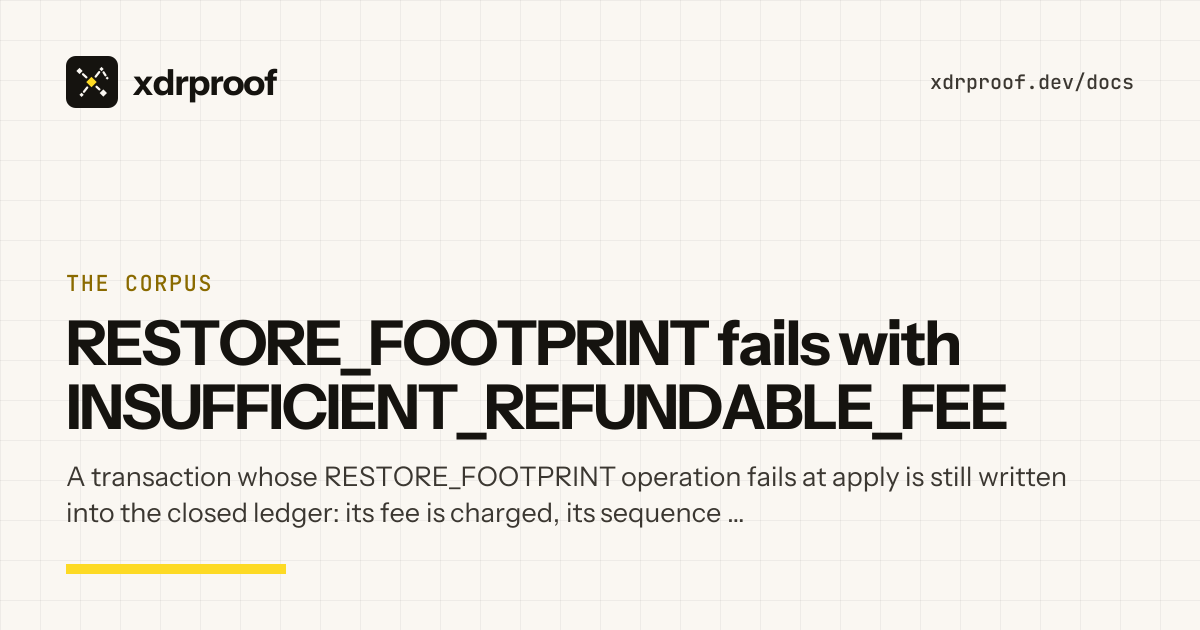 xdrproof
xdrproof.dev/docs
THE CORPUS
RESTORE_FOOTPRINT fails with
INSUFFICIENT_REFUNDABLE_FEE
A transaction whose RESTORE_FOOTPRINT operation fails at apply is still written
into the closed ledger: its fee is charged, its sequence ...